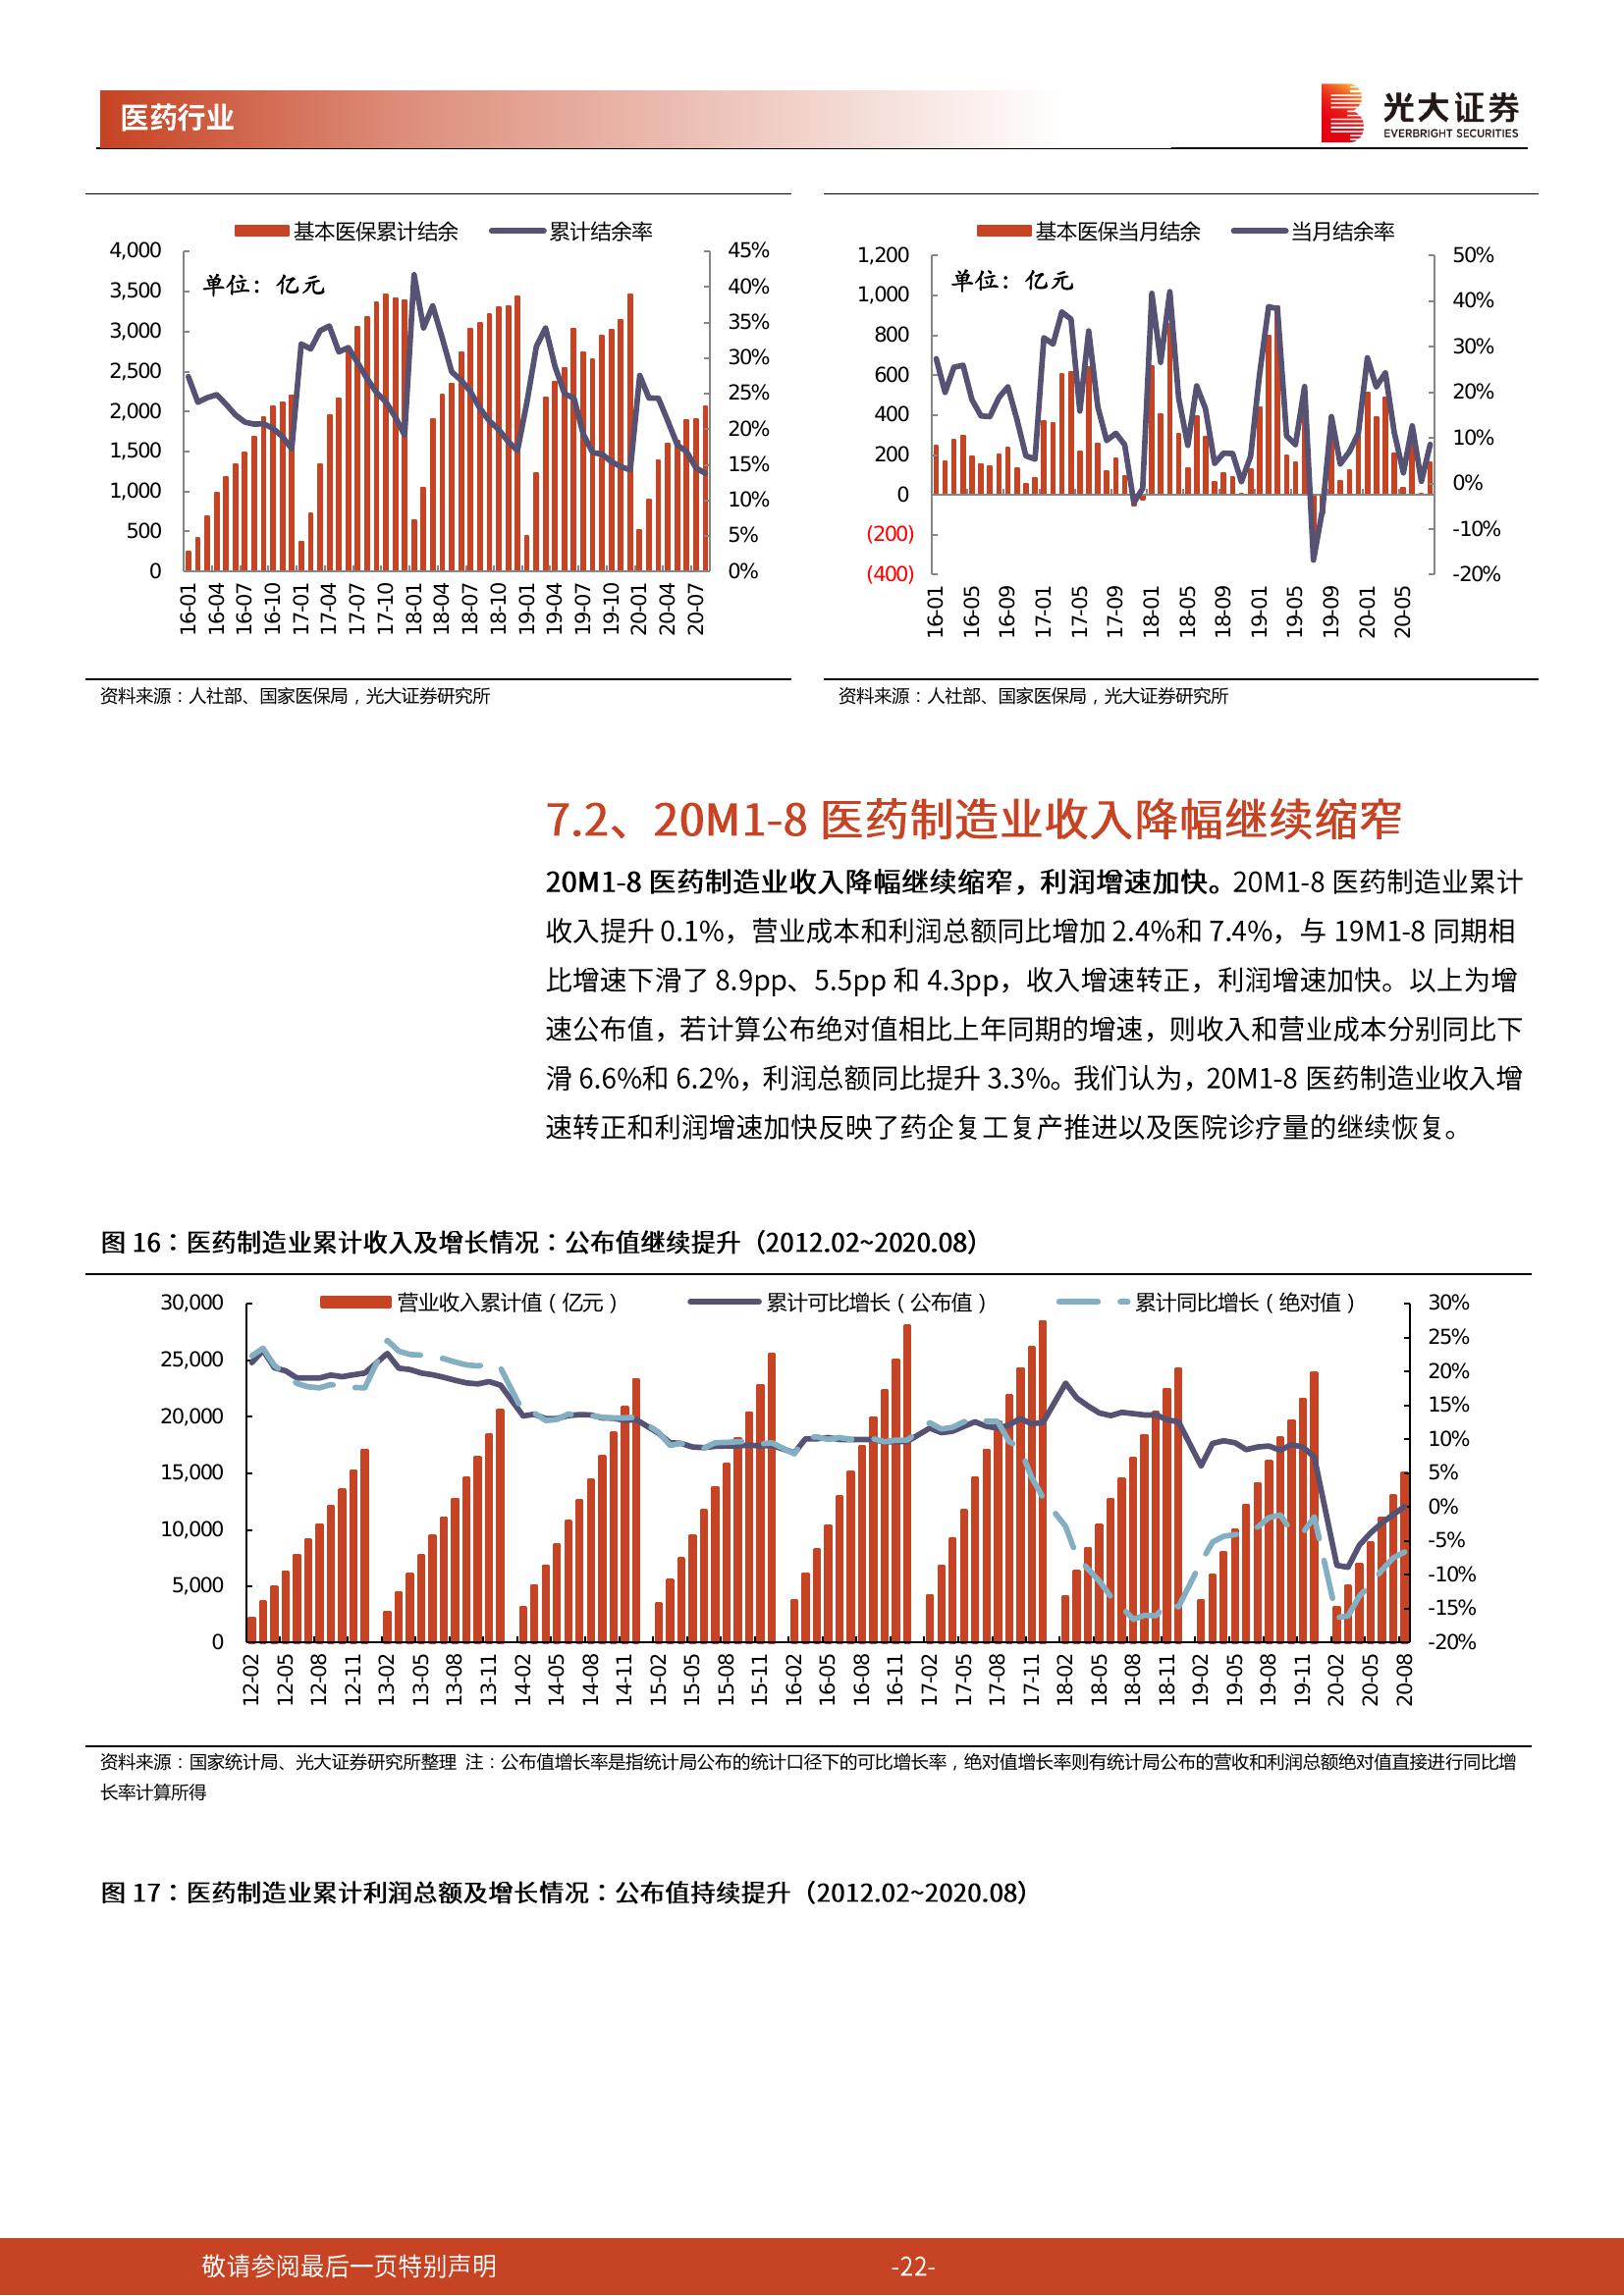 医药行业
光大证券
EVERBRIGHT SECURITIES
基本医保累计结余 累计结余率
单位：亿元
4,000
3,500
3,000
2,500
2,000
1,500
1,000
500
0
45%
40%
35%
30%
25%
20%
15%
10%
5%
0%
16-01 16-04 16-07 16-10 17-01 17-04 17-07 17-10 18-01 18-04 18-07 18-10 19-01 19-04 19-07 19-10 20-01 20-04 20-07
资料来源：人社部、国家医保局，光大证券研究所
基本医保当月结余 当月结余率
单位：亿元
1,200
1,000
800
600
400
200
0
(200)
(400)
50%
40%
30%
20%
10%
0%
-10%
-20%
16-01 16-05 16-09 17-01 17-05 17-09 18-01 18-05 18-09 19-01 19-05 19-09 20-01 20-05
资料来源：人社部、国家医保局，光大证券研究所
7.2、20M1-8 医药制造业收入降幅继续缩窄
20M1-8 医药制造业收入降幅继续缩窄，利润增速加快。20M1-8 医药制造业累计
收入提升 0.1%，营业成本和利润总额同比增加 2.4%和 7.4%，与 19M1-8 同期相
比增速下滑了 8.9pp、5.5pp 和 4.3pp，收入增速转正，利润增速加快。以上为增
速公布值，若计算公布绝对值相比上年同期的增速，则收入和营业成本分别同比下
滑 6.6%和 6.2%，利润总额同比提升 3.3%。我们认为，20M1-8 医药制造业收入增
速转正和利润增速加快反映了药企复工复产推进以及医院诊疗量的继续恢复。
图 16：医药制造业累计收入及增长情况：公布值继续提升（2012.02~2020.08）
营业收入累计值（亿元） 累计可比增长（公布值） 累计同比增长（绝对值）
30,000
25,000
20,000
15,000
10,000
5,000
0
30%
25%
20%
15%
10%
5%
0%
-5%
-10%
-15%
-20%
12-02 12-05 12-08 12-11 13-02 13-05 13-08 13-11 14-02 14-05 14-08 14-11 15-02 15-05 15-08 15-11 16-02 16-05 16-08 16-11 17-02 17-05 17-08 17-11 18-02 18-05 18-08 18-11 19-02 19-05 19-08 19-11 20-02 20-05 20-08
资料来源：国家统计局、光大证券研究所整理 注：公布值增长率是指统计局公布的统计口径下的可比增长率，绝对值增长率则有统计局公布的营收和利润总额绝对值直接进行同比增
长率计算所得
图 17：医药制造业累计利润总额及增长情况：公布值持续提升（2012.02~2020.08）
敬请参阅最后一页特别声明 -22-